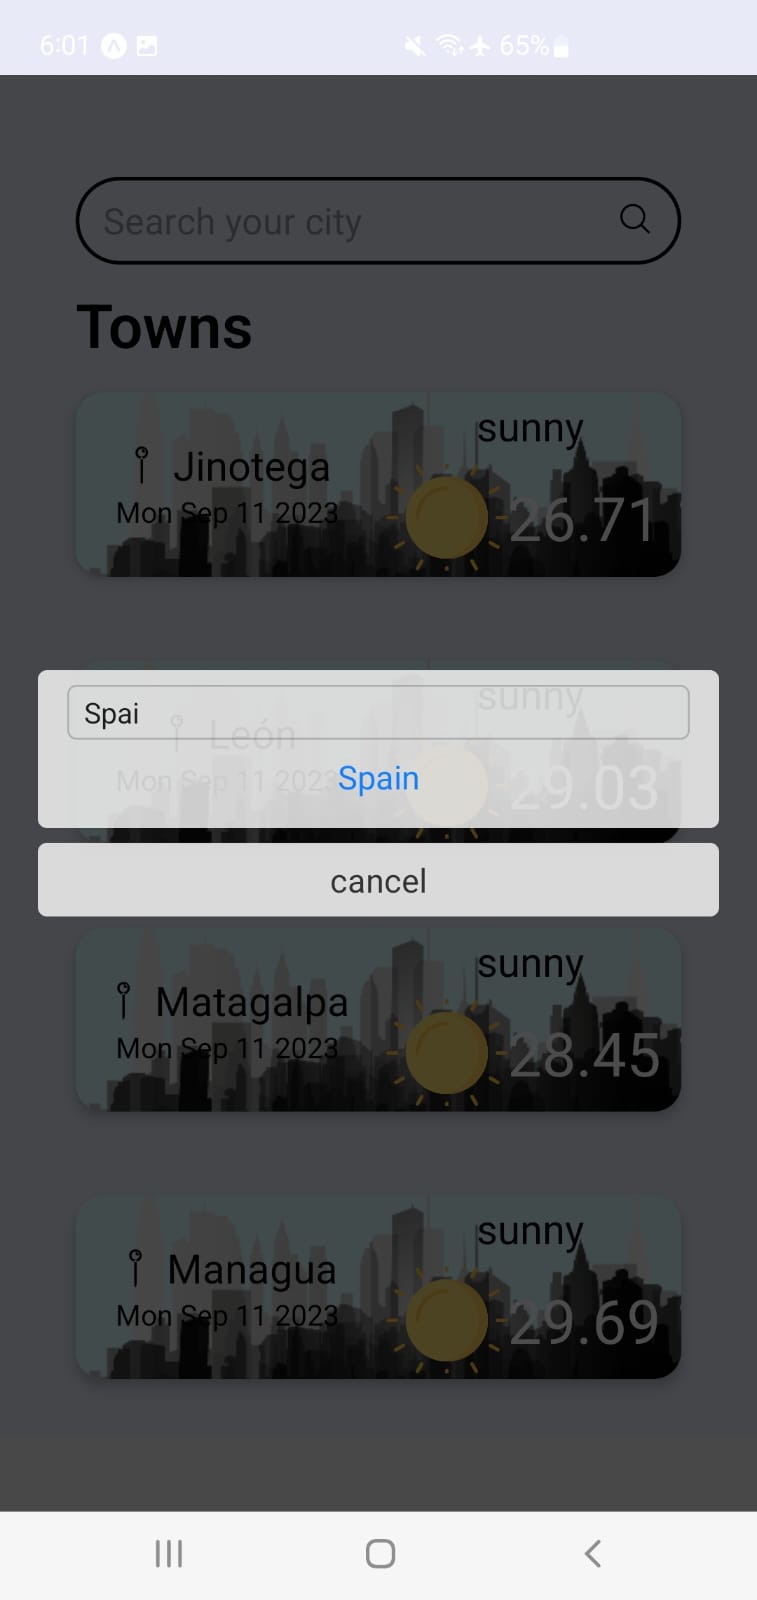 6:01 65%
Search your city
Towns
sunny
Jinotega
Mon Sep 11 2023
26.71
Spai
sunny
León
Mon Sep 11 2023
Spain
29.03
cancel
sunny
Matagalpa
Mon Sep 11 2023
28.45
sunny
Managua
Mon Sep 11 2023
29.69